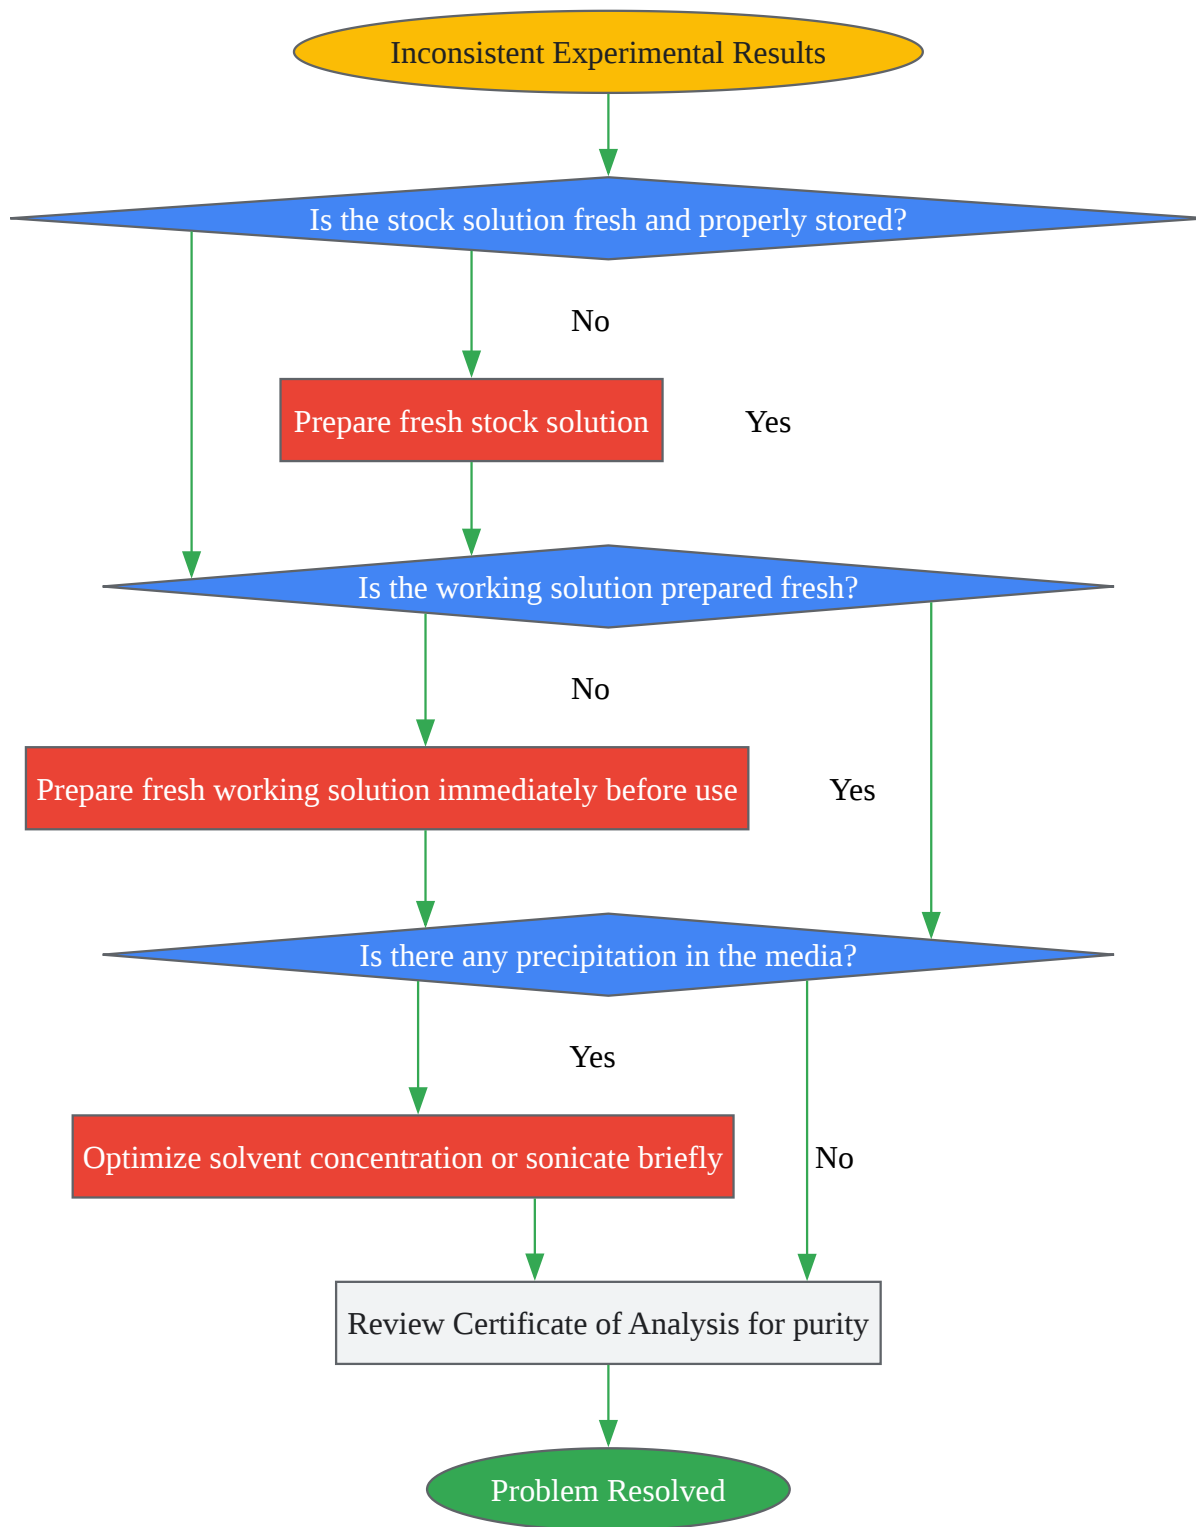 Inconsistent Experimental Results
Is the stock solution fresh and properly stored?
No
Prepare fresh stock solution
Yes
Is the working solution prepared fresh?
No
Prepare fresh working solution immediately before use
Yes
Is there any precipitation in the media?
Yes
Optimize solvent concentration or sonicate briefly
No
Review Certificate of Analysis for purity
Problem Resolved